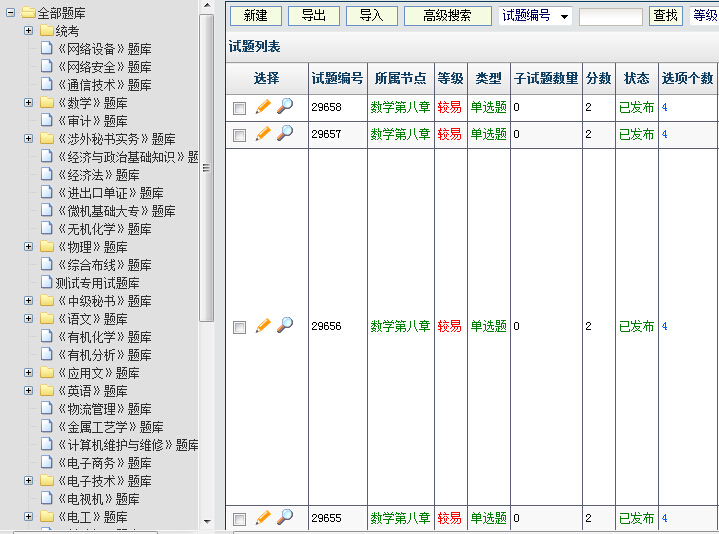 全部题库
统考
《网络设备》题库
《网络安全》题库
《通信技术》题库
《数学》题库
《审计》题库
《涉外秘书实务》题库
《经济与政治基础知识》题
《经济法》题库
《进出口单证》题库
《微机基础大专》题库
《无机化学》题库
《物理》题库
《综合布线》题库
测试专用试题库
《中级秘书》题库
《语文》题库
《有机化学》题库
《有机分析》题库
《应用文》题库
《英语》题库
《物流管理》题库
《金属工艺学》题库
《计算机维护与维修》题库
《电子商务》题库
《电子技术》题库
《电视机》题库
《电工》题库
新建 导出 导入 高级搜索 试题编号 查找 等级
试题列表
选择 试题编号 所属节点 等级 类型 子试题数量 分数 状态 选项个数
29658 数学第八章 较易 单选题 0 2 已发布 4
29657 数学第八章 较易 单选题 0 2 已发布 4
29656 数学第八章 较易 单选题 0 2 已发布 4
29655 数学第八章 较易 单选题 0 2 已发布 4